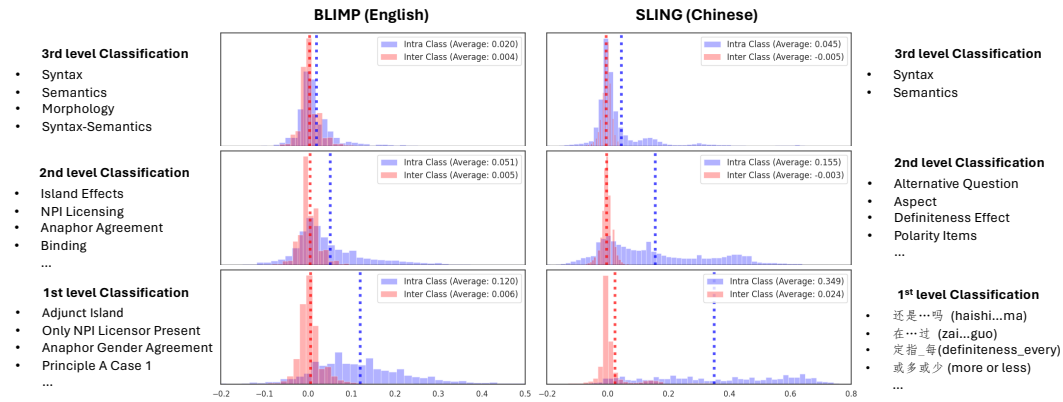 BLIMP (English)
SLING (Chinese)
3rd level Classification
• Syntax
• Semantics
• Morphology
• Syntax-Semantics
Intra Class (Average: 0.020)
Inter Class (Average: 0.004)
Intra Class (Average: 0.045)
Inter Class (Average: -0.005)
3rd level Classification
• Syntax
• Semantics
2nd level Classification
• Island Effects
• NPI Licensing
• Anaphor Agreement
• Binding
...
Intra Class (Average: 0.051)
Inter Class (Average: 0.005)
Intra Class (Average: 0.155)
Inter Class (Average: -0.003)
2nd level Classification
• Alternative Question
• Aspect
• Definiteness Effect
• Polarity Items
...
1st level Classification
• Adjunct Island
• Only NPI Licensor Present
• Anaphor Gender Agreement
• Principle A Case 1
...
Intra Class (Average: 0.120)
Inter Class (Average: 0.006)
Intra Class (Average: 0.349)
Inter Class (Average: 0.024)
1st level Classification
• 还是⋯吗 (haishi...ma)
• 在⋯过 (zai...guo)
• 定指_每(definiteness_every)
• 或多或少 (more or less)
...
−0.2 −0.1 0.0 0.1 0.2 0.3 0.4 0.5
−0.2 0.0 0.2 0.4 0.6 0.8